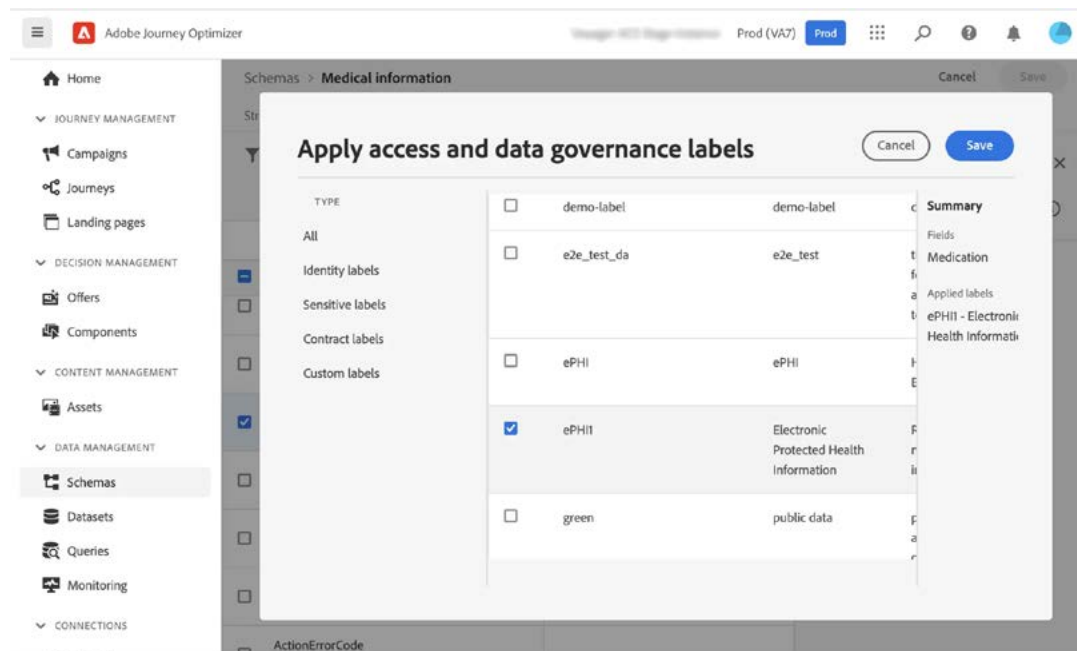 Adobe Journey Optimizer
Prod (VA7)
Prod
Home
JOURNEY MANAGEMENT
Campaigns
Journeys
Landing pages
DECISION MANAGEMENT
Offers
Components
CONTENT MANAGEMENT
Assets
DATA MANAGEMENT
Schemas
Datasets
Queries
Monitoring
CONNECTIONS
Schemas > Medical information
Cancel
Save
Str
Apply access and data governance labels
Cancel
Save
TYPE
All
Identity labels
Sensitive labels
Contract labels
Custom labels
demo-label demo-label
e2e_test_da e2e_test
ePHI ePHI
ePHI1 Electronic
Protected Health
Information
green public data
Summary
Fields
Medication
Applied labels
ePHI1 - Electronic
Health Informati
ActionErrorCode